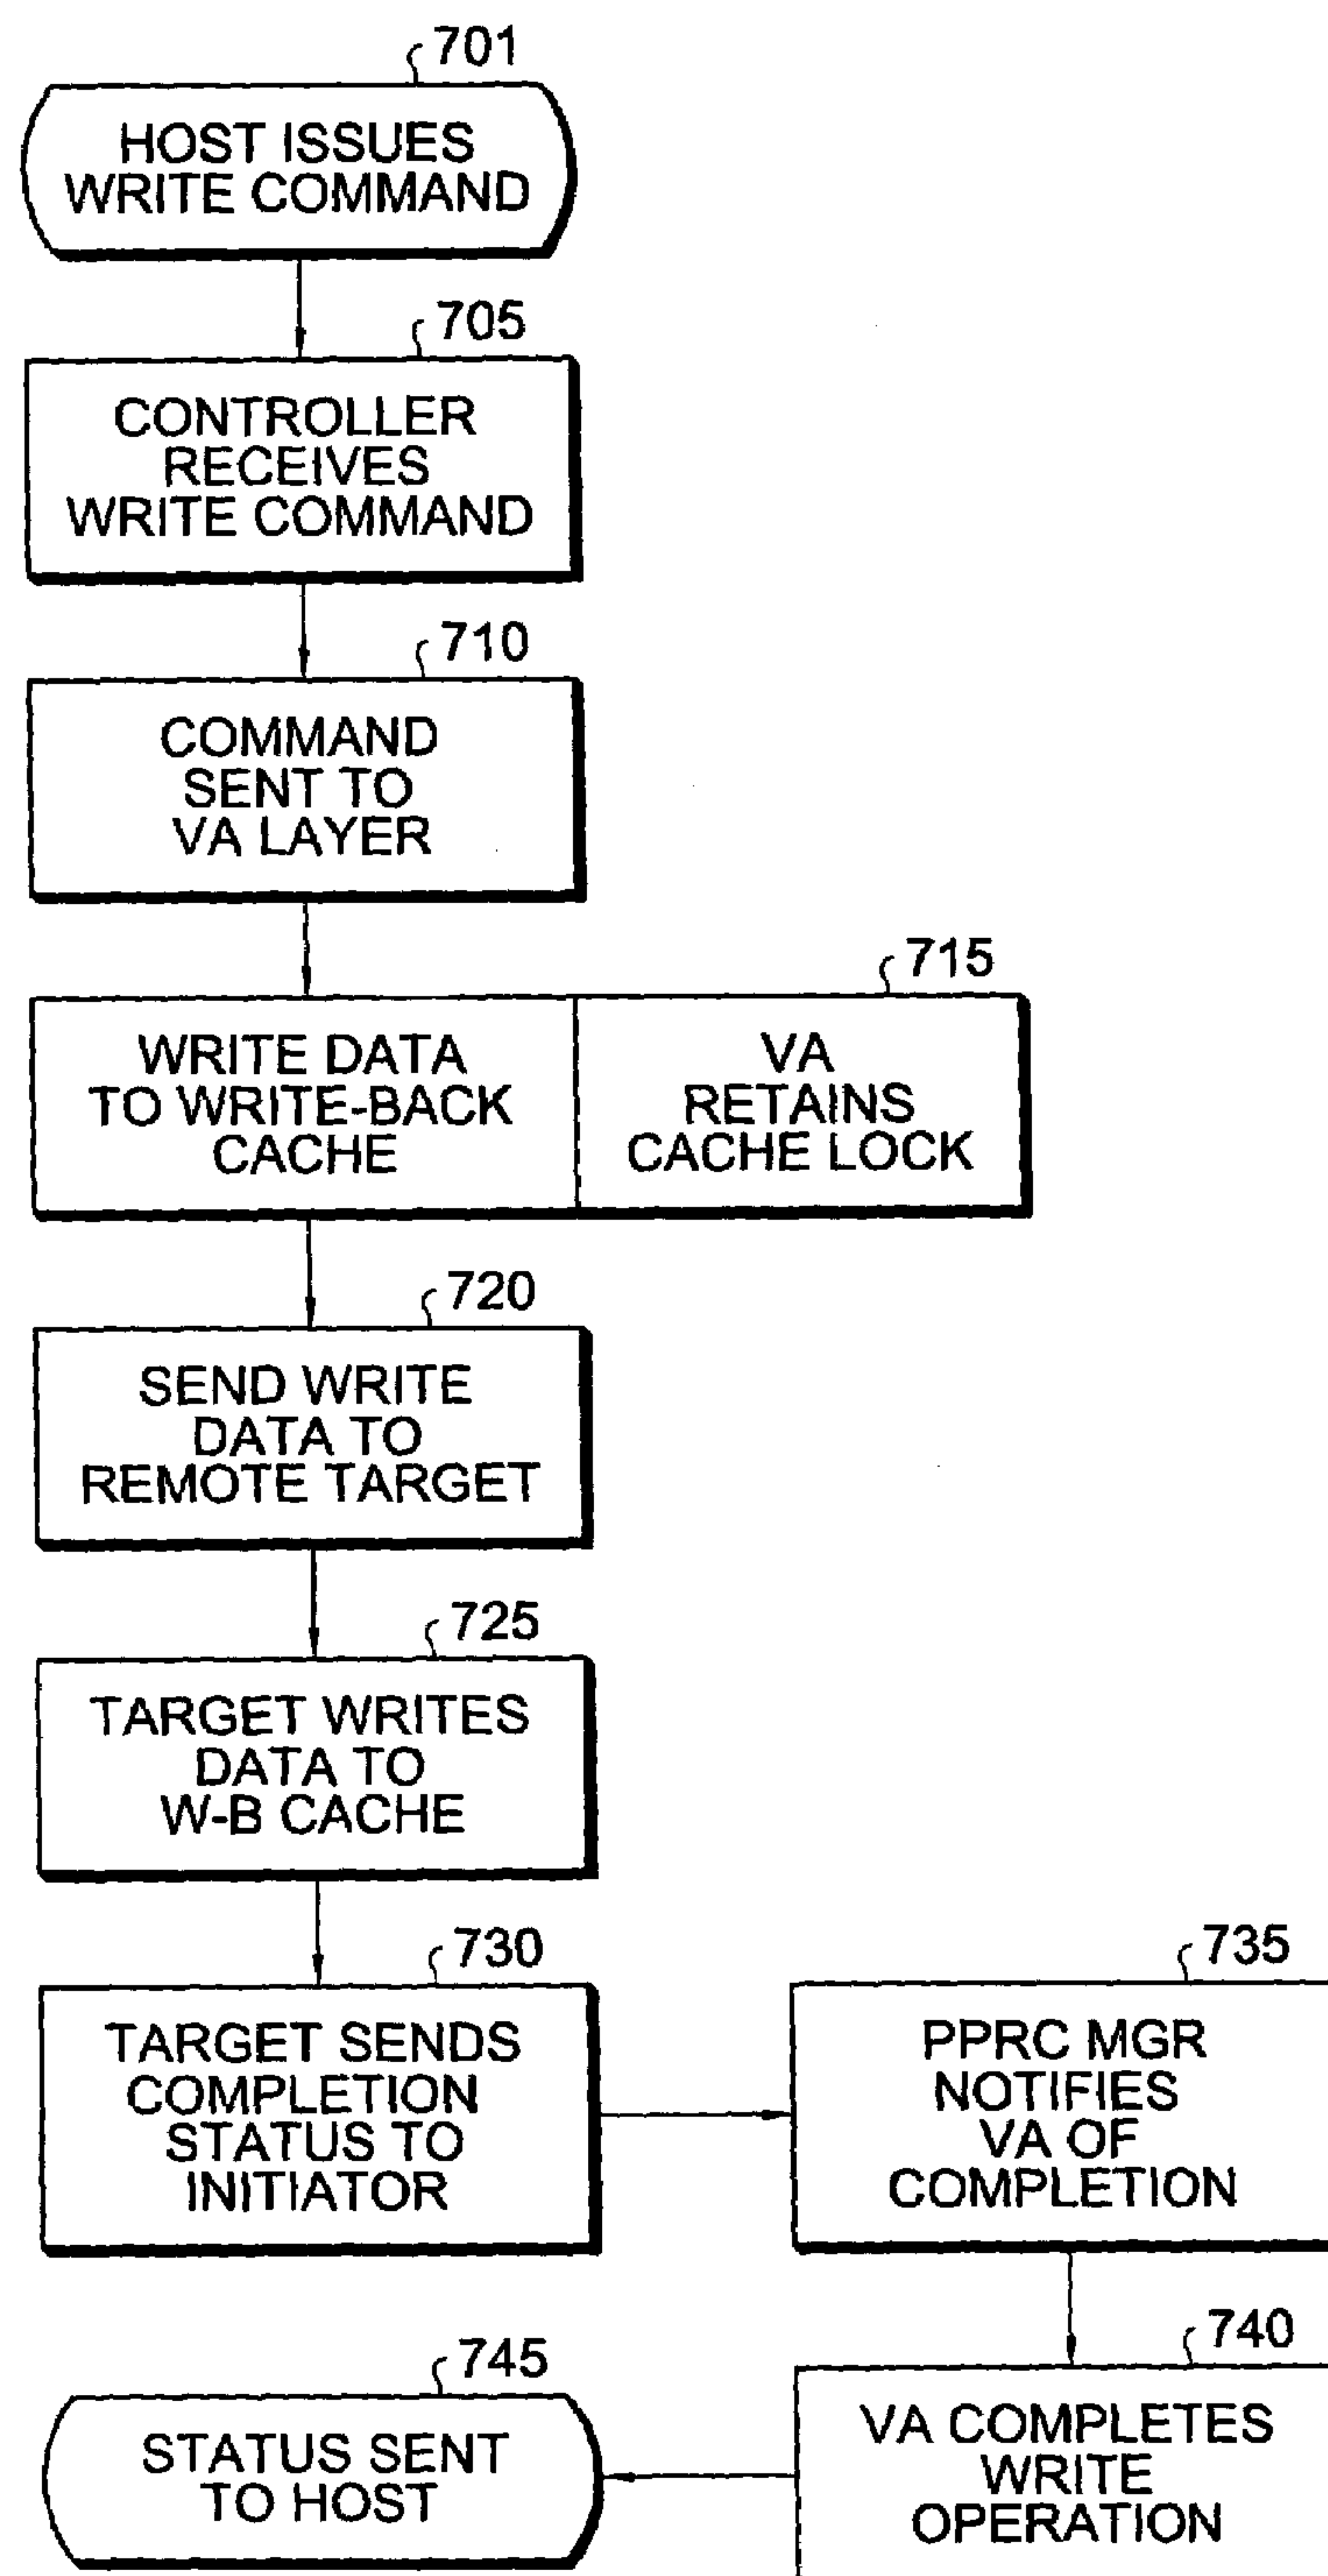 701
HOST ISSUES
WRITE COMMAND
705
CONTROLLER
RECEIVES
WRITE COMMAND
710
COMMAND
SENT TO
VA LAYER
715
WRITE DATA
TO WRITE-BACK
CACHE
VA
RETAINS
CACHE LOCK
720
SEND WRITE
DATA TO
REMOTE TARGET
725
TARGET WRITES
DATA TO
W-B CACHE
730
TARGET SENDS
COMPLETION
STATUS TO
INITIATOR
735
PPRC MGR
NOTIFIES
VA OF
COMPLETION
740
VA COMPLETES
WRITE
OPERATION
745
STATUS SENT
TO HOST